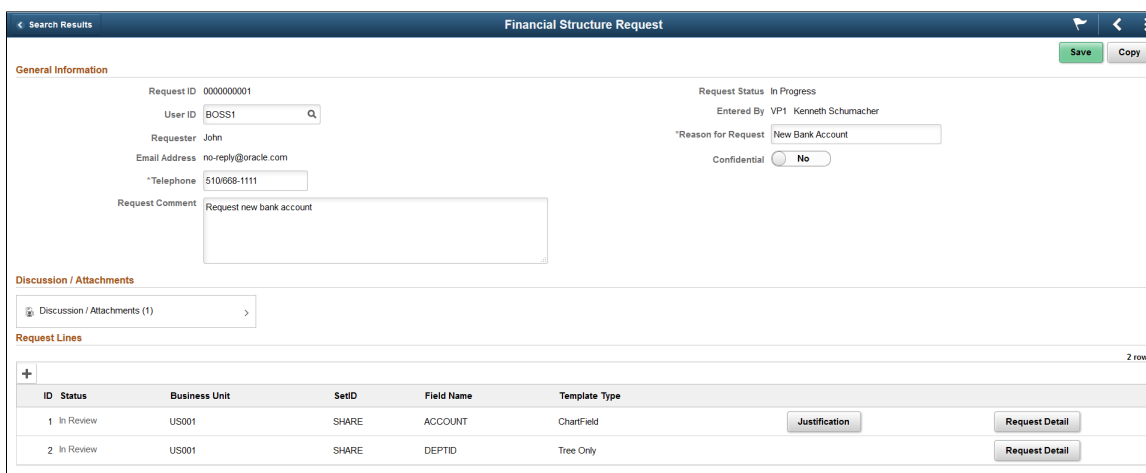 Search Results
Financial Structure Request
Save
Copy
General Information
Request ID 0000000001
Request Status In Progress
User ID BOSS1
Entered By VP1 Kenneth Schumacher
Requester John
*Reason for Request New Bank Account
Email Address no-reply@oracle.com
Confidential No
*Telephone 510/668-1111
Request Comment Request new bank account
Discussion / Attachments
Discussion / Attachments (1)
Request Lines
2 row
+
ID Status Business Unit SetID Field Name Template Type
1 In Review US001 SHARE ACCOUNT ChartField Justification Request Detail
2 In Review US001 SHARE DEPTID Tree Only Request Detail